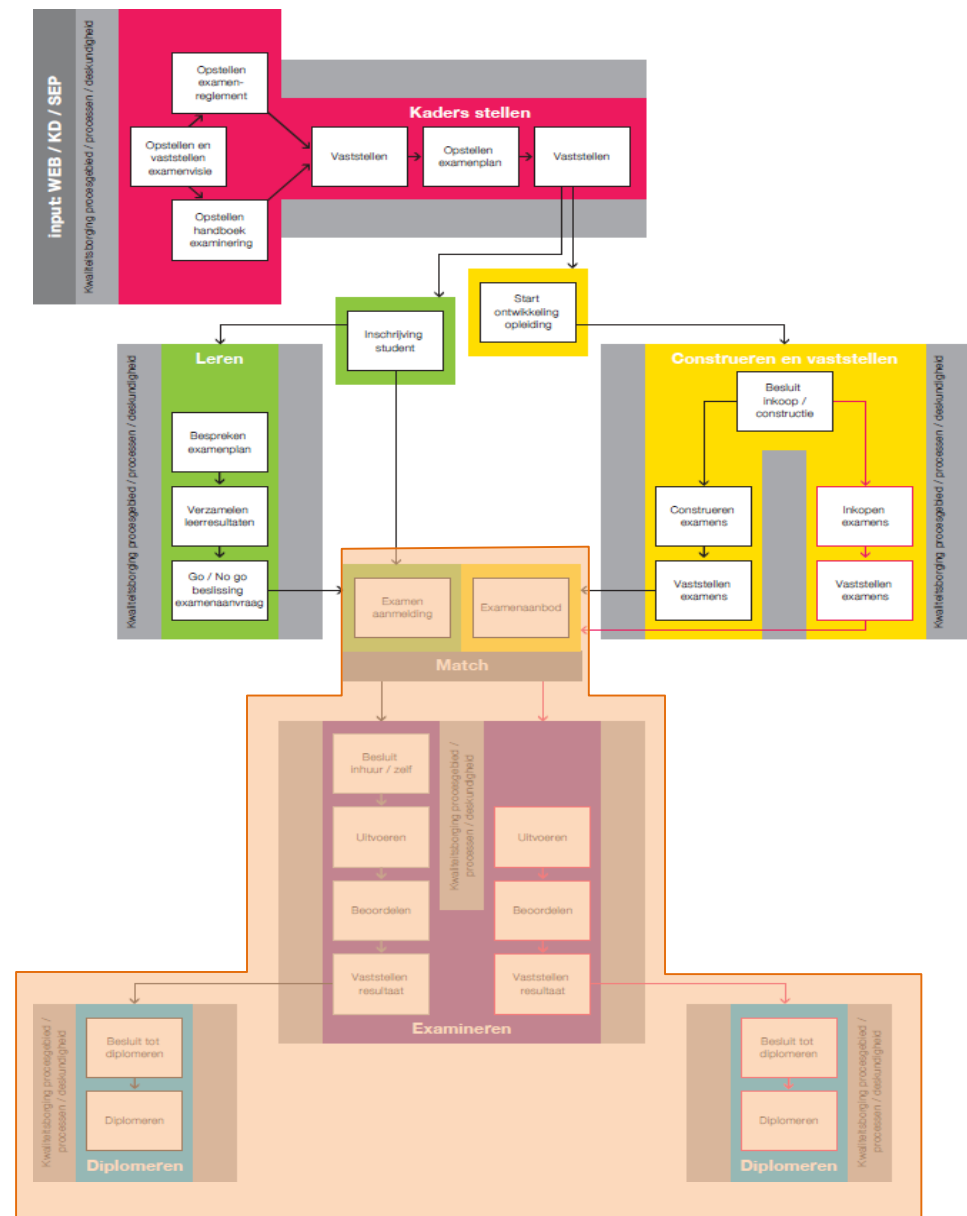 input WEB / KD / SEP
Kwaliteitsborging procesgebied / processen / deskundigheid
Opstellen
examen-
reglement
Opstellen en
vaststellen
examenvisie
Opstellen
handboek
examinering
Kaders stellen
Vaststellen
Opstellen
examenplan
Vaststellen
Inschrijving
student
Start
ontwikkeling
opleiding
Kwaliteitsborging procesgebied / processen / deskundigheid
Leren
Bespreken
examenplan
Verzamelen
leerresultaten
Go / No go
beslissing
examenaanvraag
Construeren en vaststellen
Besluit
inkoop /
constructie
Construeren
examens
Vaststellen
examens
Inkopen
examens
Vaststellen
examens
Kwaliteitsborging procesgebied / processen / deskundigheid
Examen
aanmelding
Examenaanbod
Match
Besluit
inhuur / zelf
Uitvoeren
Beoordelen
Vaststellen
resultaat
Kwaliteitsborging procesgebied /
processen / deskundigheid
Uitvoeren
Beoordelen
Vaststellen
resultaat
Examineren
Kwaliteitsborging procesgebied /
processen / deskundigheid
Besluit tot
diplomeren
Diplomeren
Diplomeren
Besluit tot
diplomeren
Diplomeren
Diplomeren
Kwaliteitsborging procesgebied /
processen / deskundigheid